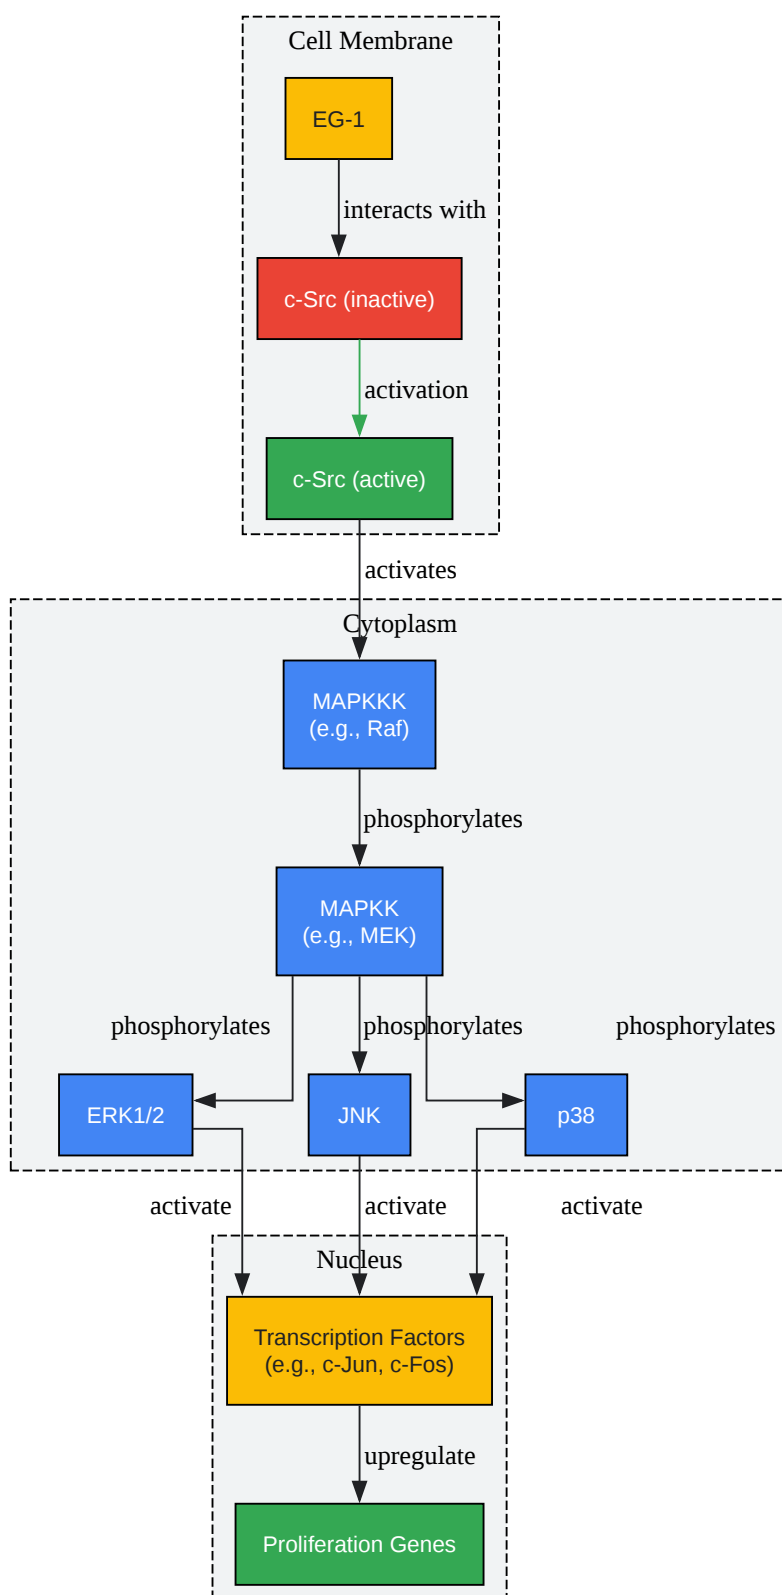 Cell Membrane
EG-1
interacts with
c-Src (inactive)
activation
c-Src (active)
activates
Cytoplasm
MAPKKK
(e.g., Raf)
phosphorylates
MAPKK
(e.g., MEK)
phosphorylates
phosphorylates
phosphorylates
ERK1/2
JNK
p38
activate
activate
activate
Nucleus
Transcription Factors
(e.g., c-Jun, c-Fos)
upregulate
Proliferation Genes